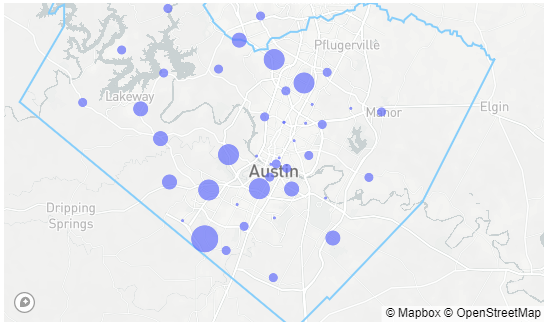 Pflugerville
Lakeway
Manor
Elgin
Austin
Dripping
Springs
© Mapbox © OpenStreetMap